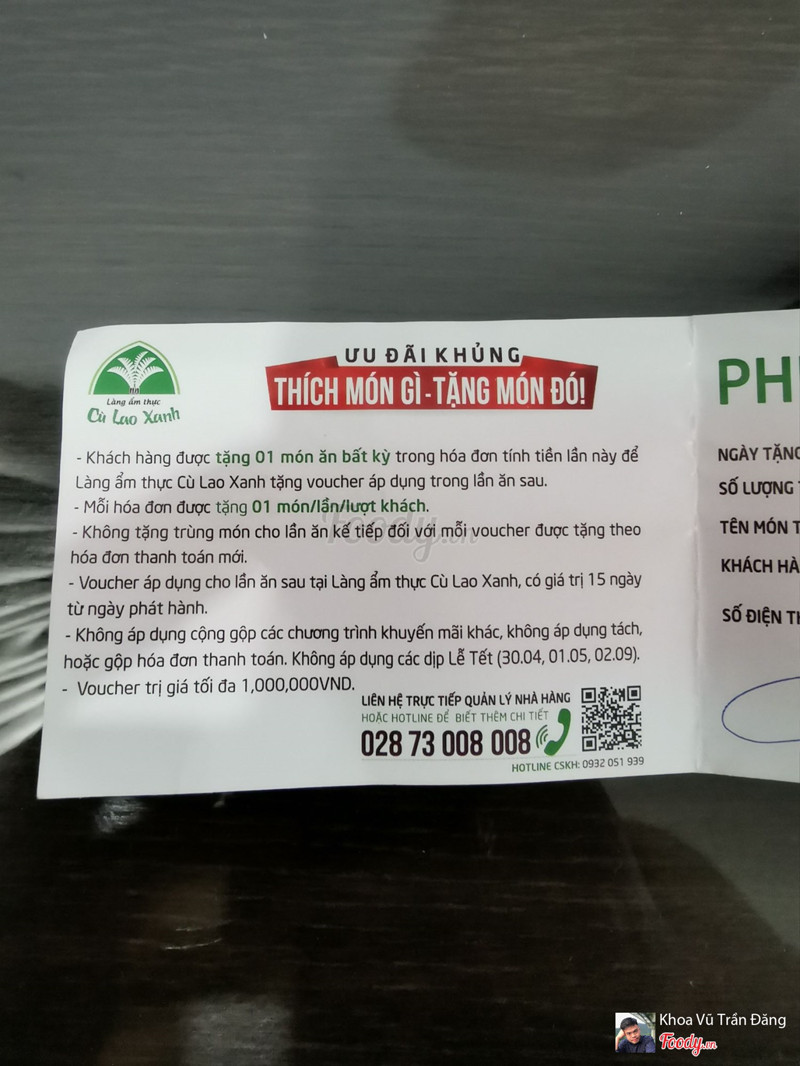 Làng ẩm thực
Cù Lao Xanh
ƯU ĐÃI KHỦNG
THÍCH MÓN GÌ - TẶNG MÓN ĐÓ!
- Khách hàng được tặng 01 món ăn bất kỳ trong hóa đơn tính tiền lần này để
Làng ẩm thực Cù Lao Xanh tặng voucher áp dụng trong lần ăn sau.
- Mỗi hóa đơn được tặng 01 món/lần/lượt khách.
- Không tặng trùng món cho lần ăn kế tiếp đối với mỗi voucher được tặng theo
hóa đơn thanh toán mới.
- Voucher áp dụng cho lần ăn sau tại Làng ẩm thực Cù Lao Xanh, có giá trị 15 ngày
từ ngày phát hành.
- Không áp dụng cộng gộp các chương trình khuyến mãi khác, không áp dụng tách,
hoặc gộp hóa đơn thanh toán. Không áp dụng các dịp Lễ Tết (30.04, 01.05, 02.09).
- Voucher trị giá tối đa 1,000,000VND.
LIÊN HỆ TRỰC TIẾP QUẢN LÝ NHÀ HÀNG
HOẶC HOTLINE ĐỂ BIẾT THÊM CHI TIẾT
028 73 008 008
HOTLINE CSKH: 0932 051 939
NGÀY TẶNG
SỐ LƯỢNG
TÊN MÓN
KHÁCH
SỐ ĐIỆN
Foody.vn
Khoa Vũ Trần Đăng
Foody.vn